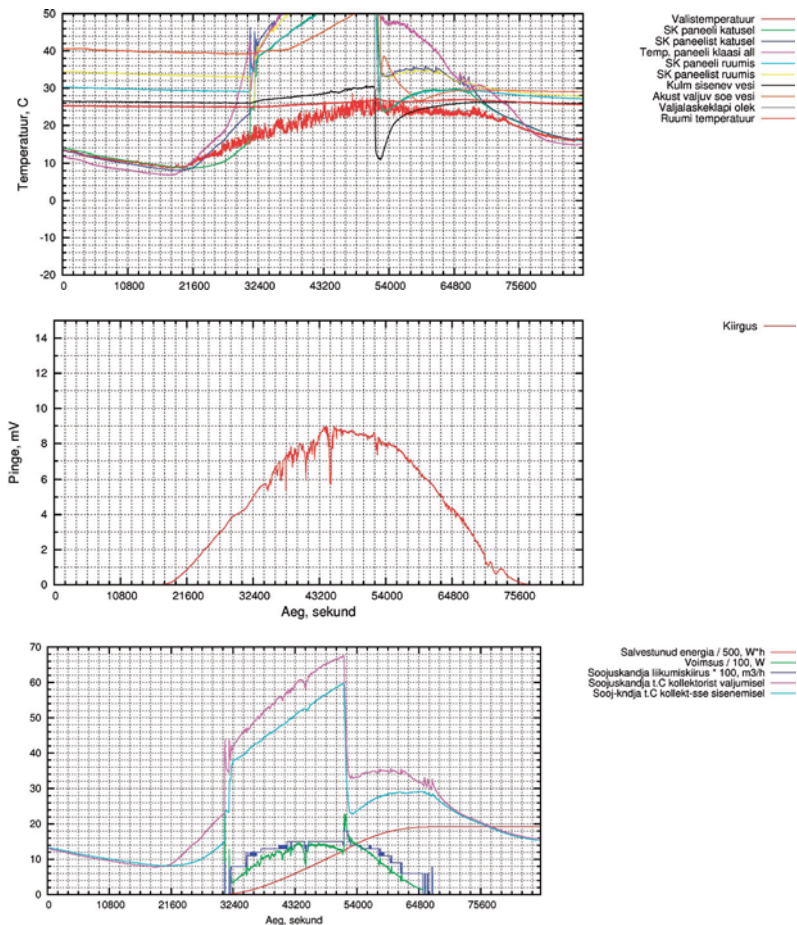 50
40
30
20
10
0
-10
-20
Temperatuur, C
0 10800 21600 32400 43200 54000 64800 75600
Valistemperatuur
SK paneeli katusel
SK paneelist katusel
Temp. paneeli klaasi all
SK paneeli ruumis
SK paneelist ruumis
Kulm sisenev vesi
Akust valjuv soe vesi
Valjalaskeklapi olek
Ruumi temperatuur
14
12
10
8
6
4
2
0
Pinge, mV
0 10800 21600 32400 43200 54000 64800 75600
Aeg, sekund
Kiirgus
70
60
50
40
30
20
10
0
0 10800 21600 32400 43200 54000 64800 75600
Aeg, sekund
Salvestunud energia / 500, W*h
Voimsus / 100, W
Soojuskandja liikumiskiirus * 100, m3/h
Soojuskandja t.C kollektorist valjumisel
Sooj-kndja t.C kollekt-sse sisenemisel